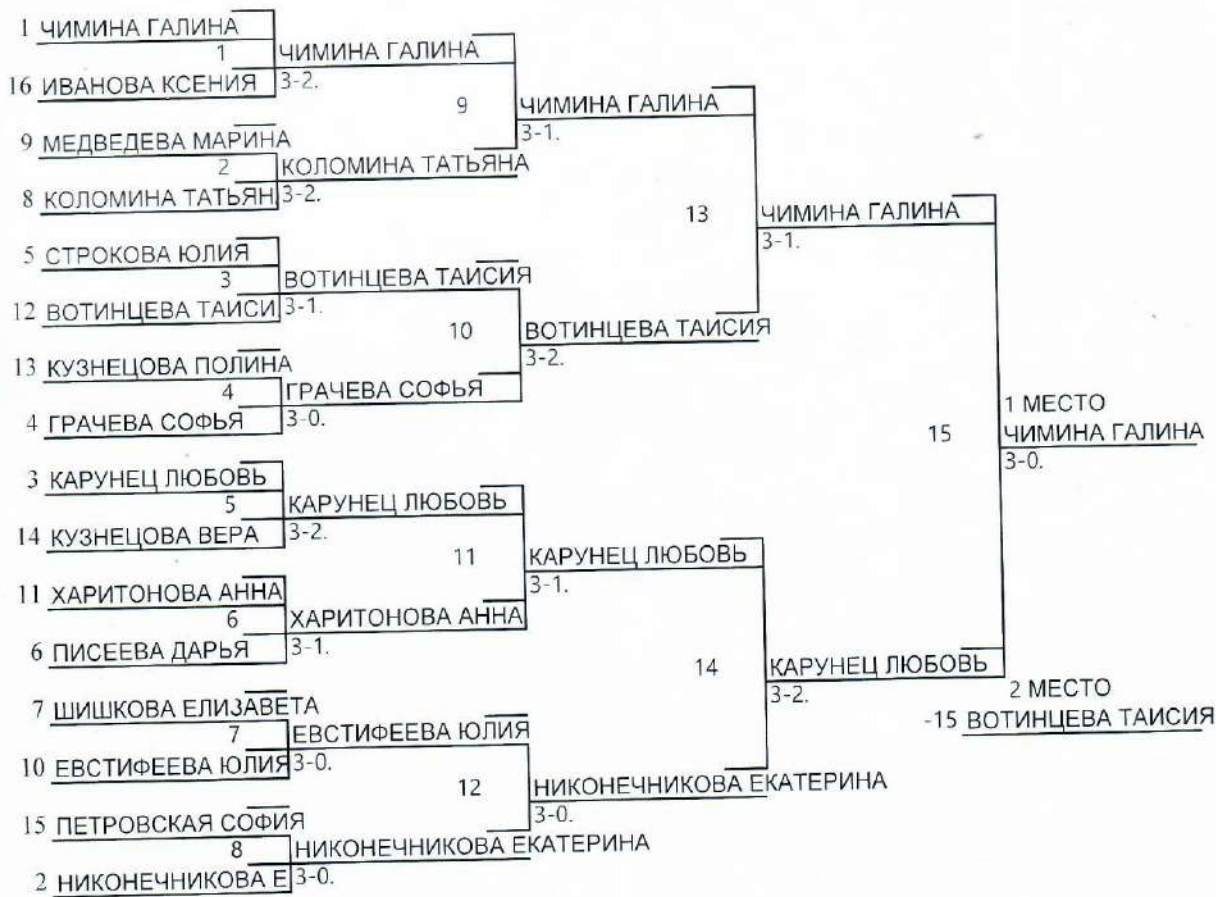 1 ЧИМИНА ГАЛИНА
1 ЧИМИНА ГАЛИНА
16 ИВАНОВА КСЕНИЯ 3-2.
9 ЧИМИНА ГАЛИНА
9 МЕДВЕДЕВА МАРИНА 3-1.
2 КОЛОМИНА ТАТЬЯНА
8 КОЛОМИНА ТАТЬЯН 3-2.
13 ЧИМИНА ГАЛИНА
3-1.
5 СТРОКОВА ЮЛИЯ
3 ВОТИНЦЕВА ТАИСИЯ
12 ВОТИНЦЕВА ТАИСИ 3-1.
10 ВОТИНЦЕВА ТАИСИЯ
13 КУЗНЕЦОВА ПОЛИНА 3-2.
4 ГРАЧЕВА СОФЬЯ
4 ГРАЧЕВА СОФЬЯ 3-0.
1 МЕСТО
15 ЧИМИНА ГАЛИНА
3-0.
3 КАРУНЕЦ ЛЮБОВЬ
5 КАРУНЕЦ ЛЮБОВЬ
14 КУЗНЕЦОВА ВЕРА 3-2.
11 КАРУНЕЦ ЛЮБОВЬ
11 ХАРИТОНОВА АННА 3-1.
6 ХАРИТОНОВА АННА
6 ПИСЕЕВА ДАРЬЯ 3-1.
14 КАРУНЕЦ ЛЮБОВЬ
3-2.
2 МЕСТО
-15 ВОТИНЦЕВА ТАИСИЯ
7 ШИШКОВА ЕЛИЗАВЕТА
7 ЕВСТИФЕЕВА ЮЛИЯ
10 ЕВСТИФЕЕВА ЮЛИЯ 3-0.
12 НИКОНЕЧНИКОВА ЕКАТЕРИНА
15 ПЕТРОВСКАЯ СОФИЯ 3-0.
8 НИКОНЕЧНИКОВА ЕКАТЕРИНА
2 НИКОНЕЧНИКОВА Е 3-0.